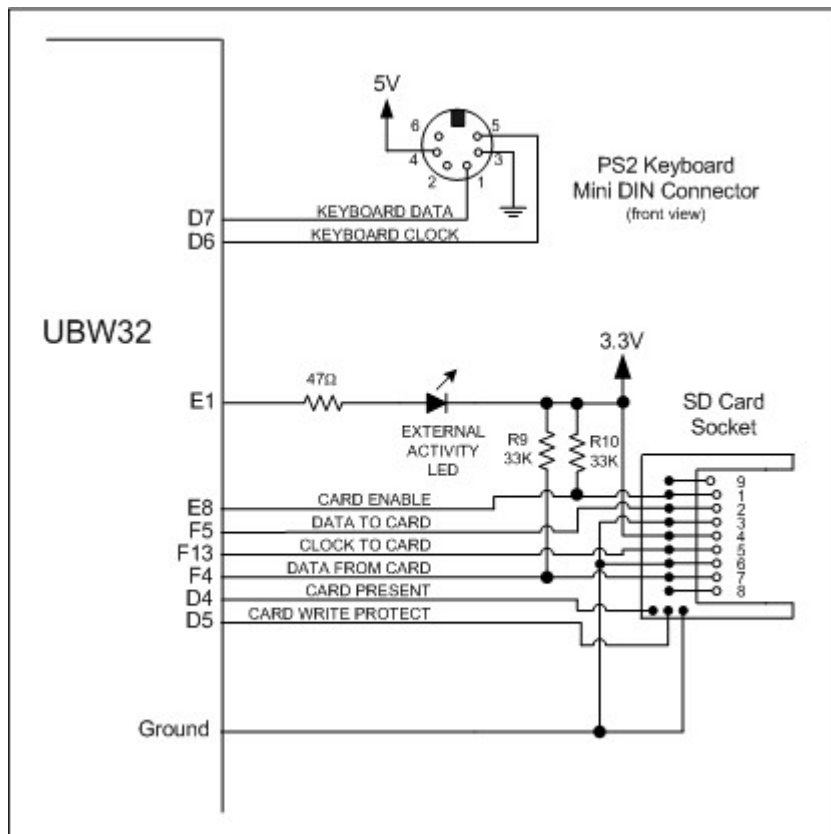 5V
6
5
4
3
2
1
PS2 Keyboard
Mini DIN Connector
(front view)
D7
KEYBOARD DATA
D6
KEYBOARD CLOCK
UBW32
3.3V
47Ω
E1
SD Card
Socket
EXTERNAL
ACTIVITY
LED
R9
33K
R10
33K
9
1
2
3
4
5
6
7
8
E8
CARD ENABLE
F5
DATA TO CARD
F13
CLOCK TO CARD
F4
DATA FROM CARD
D4
CARD PRESENT
D5
CARD WRITE PROTECT
Ground